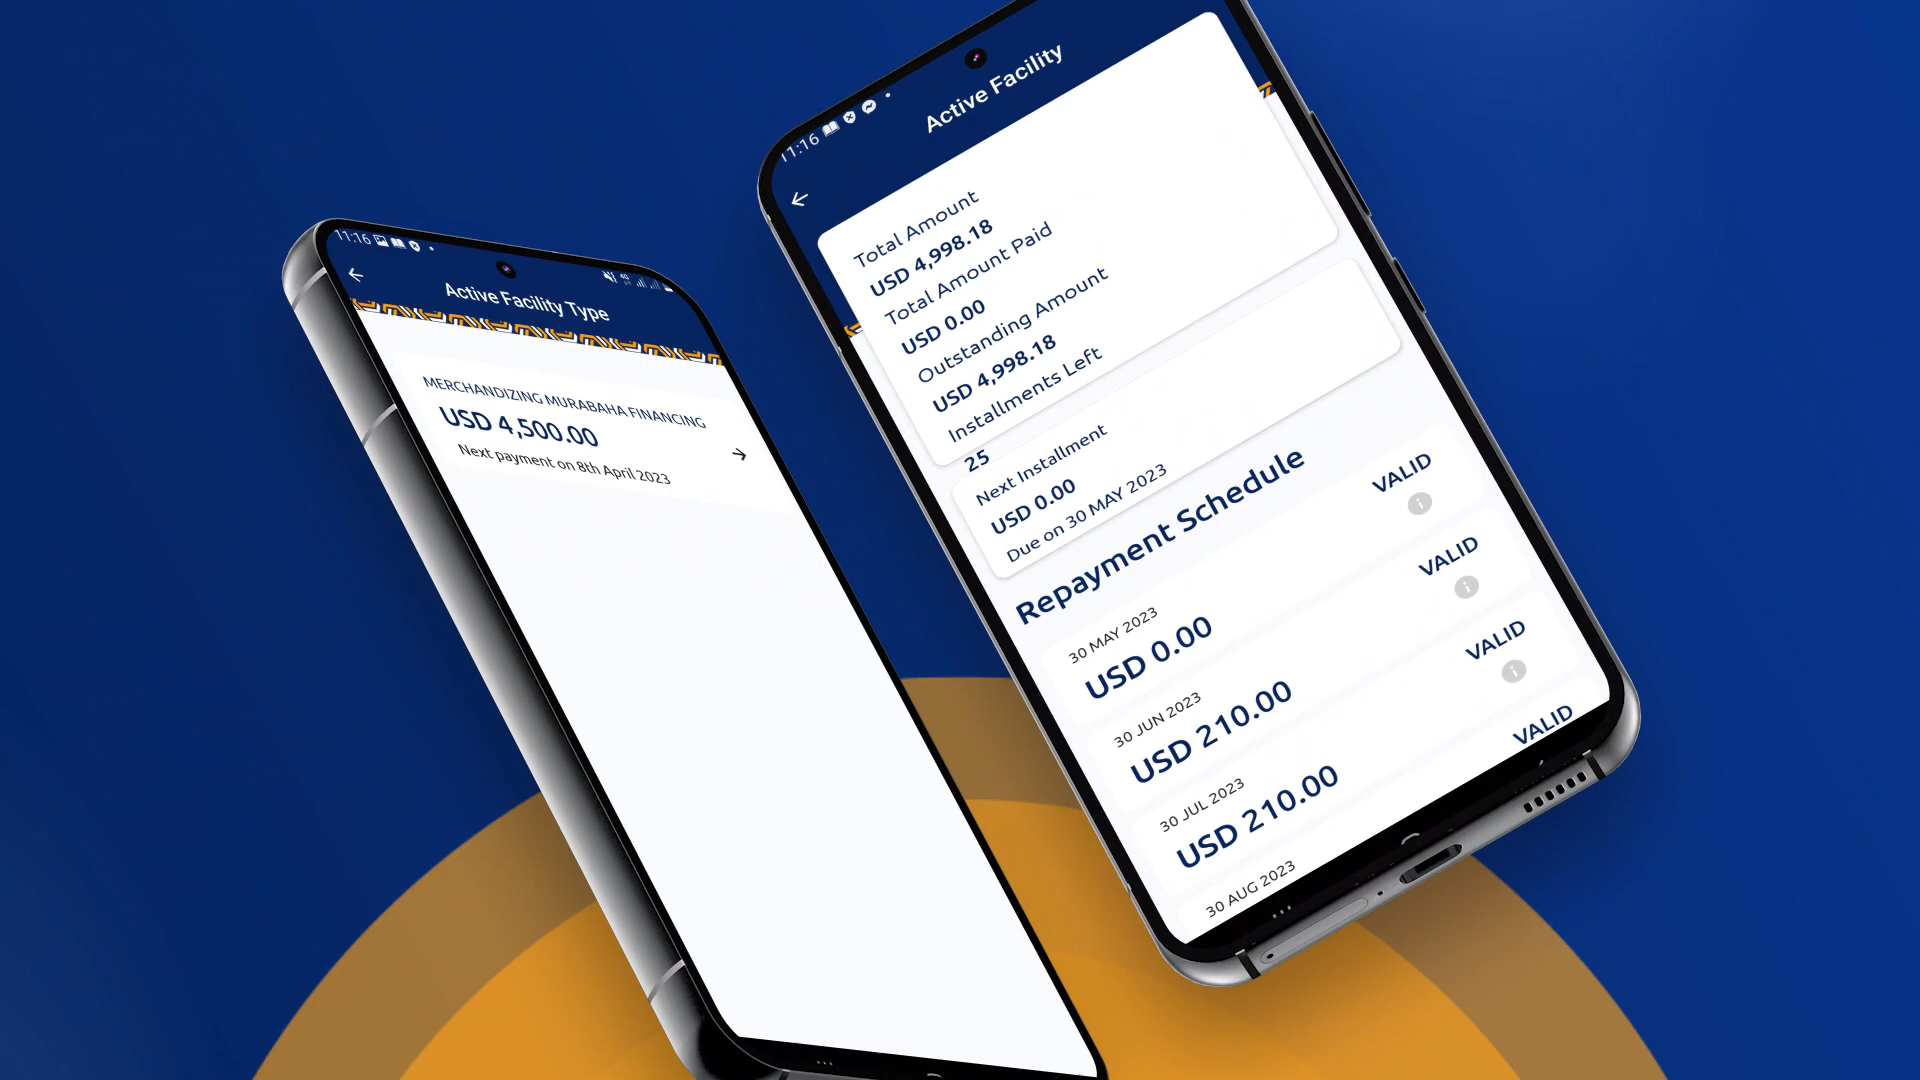 11:16
Active Facility Type
MERCHANDIZING MURABAHA FINANCING
USD 4,500.00
Next payment on 8th April 2023
11:16
Active Facility
Total Amount
USD 4,998.18
Total Amount Paid
USD 0.00
Outstanding Amount
USD 4,998.18
Installments Left
25
Next Installment
USD 0.00
Due on 30 MAY 2023
Repayment Schedule
30 MAY 2023
USD 0.00
VALID
30 JUN 2023
USD 210.00
VALID
30 JUL 2023
USD 210.00
VALID
30 AUG 2023
VALID